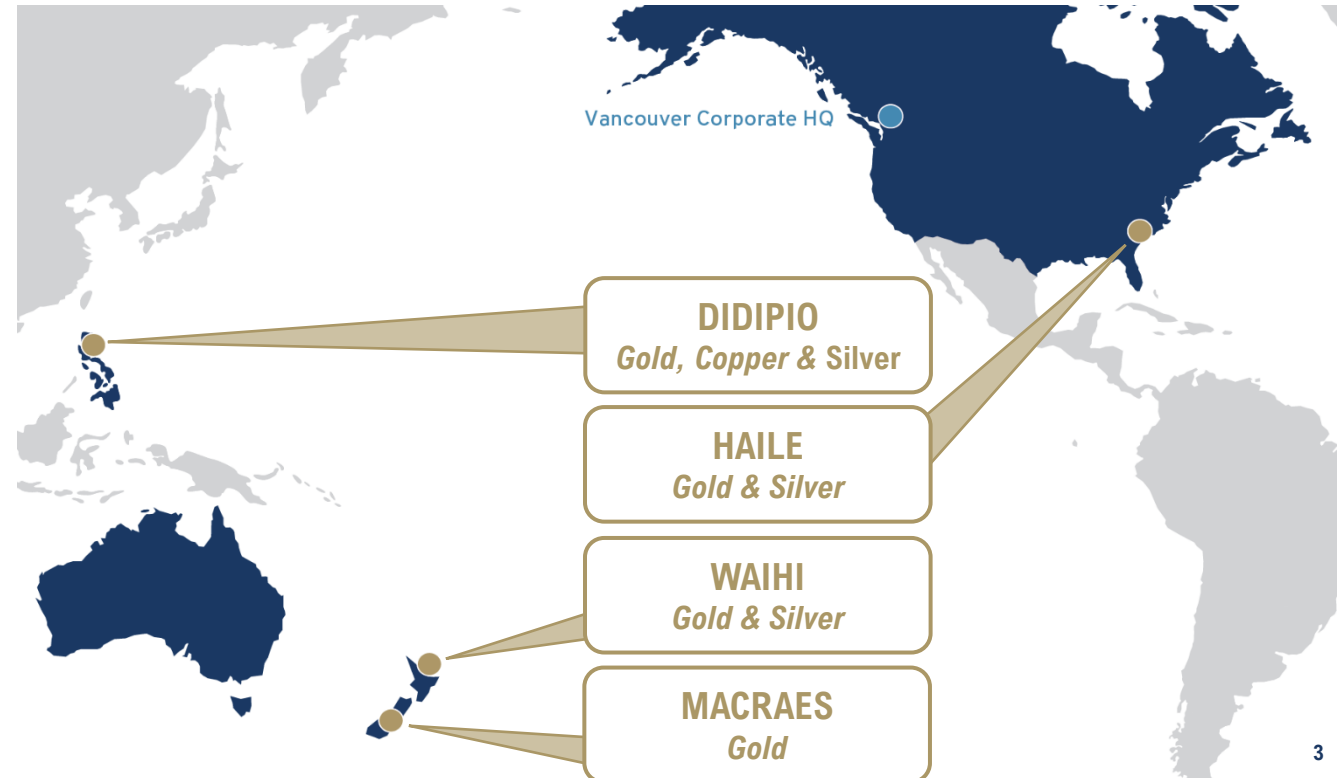 Vancouver Corporate HQ
DIDIPIO
Gold, Copper & Silver
HAILE
Gold & Silver
WAIHI
Gold & Silver
MACRAES
Gold
3